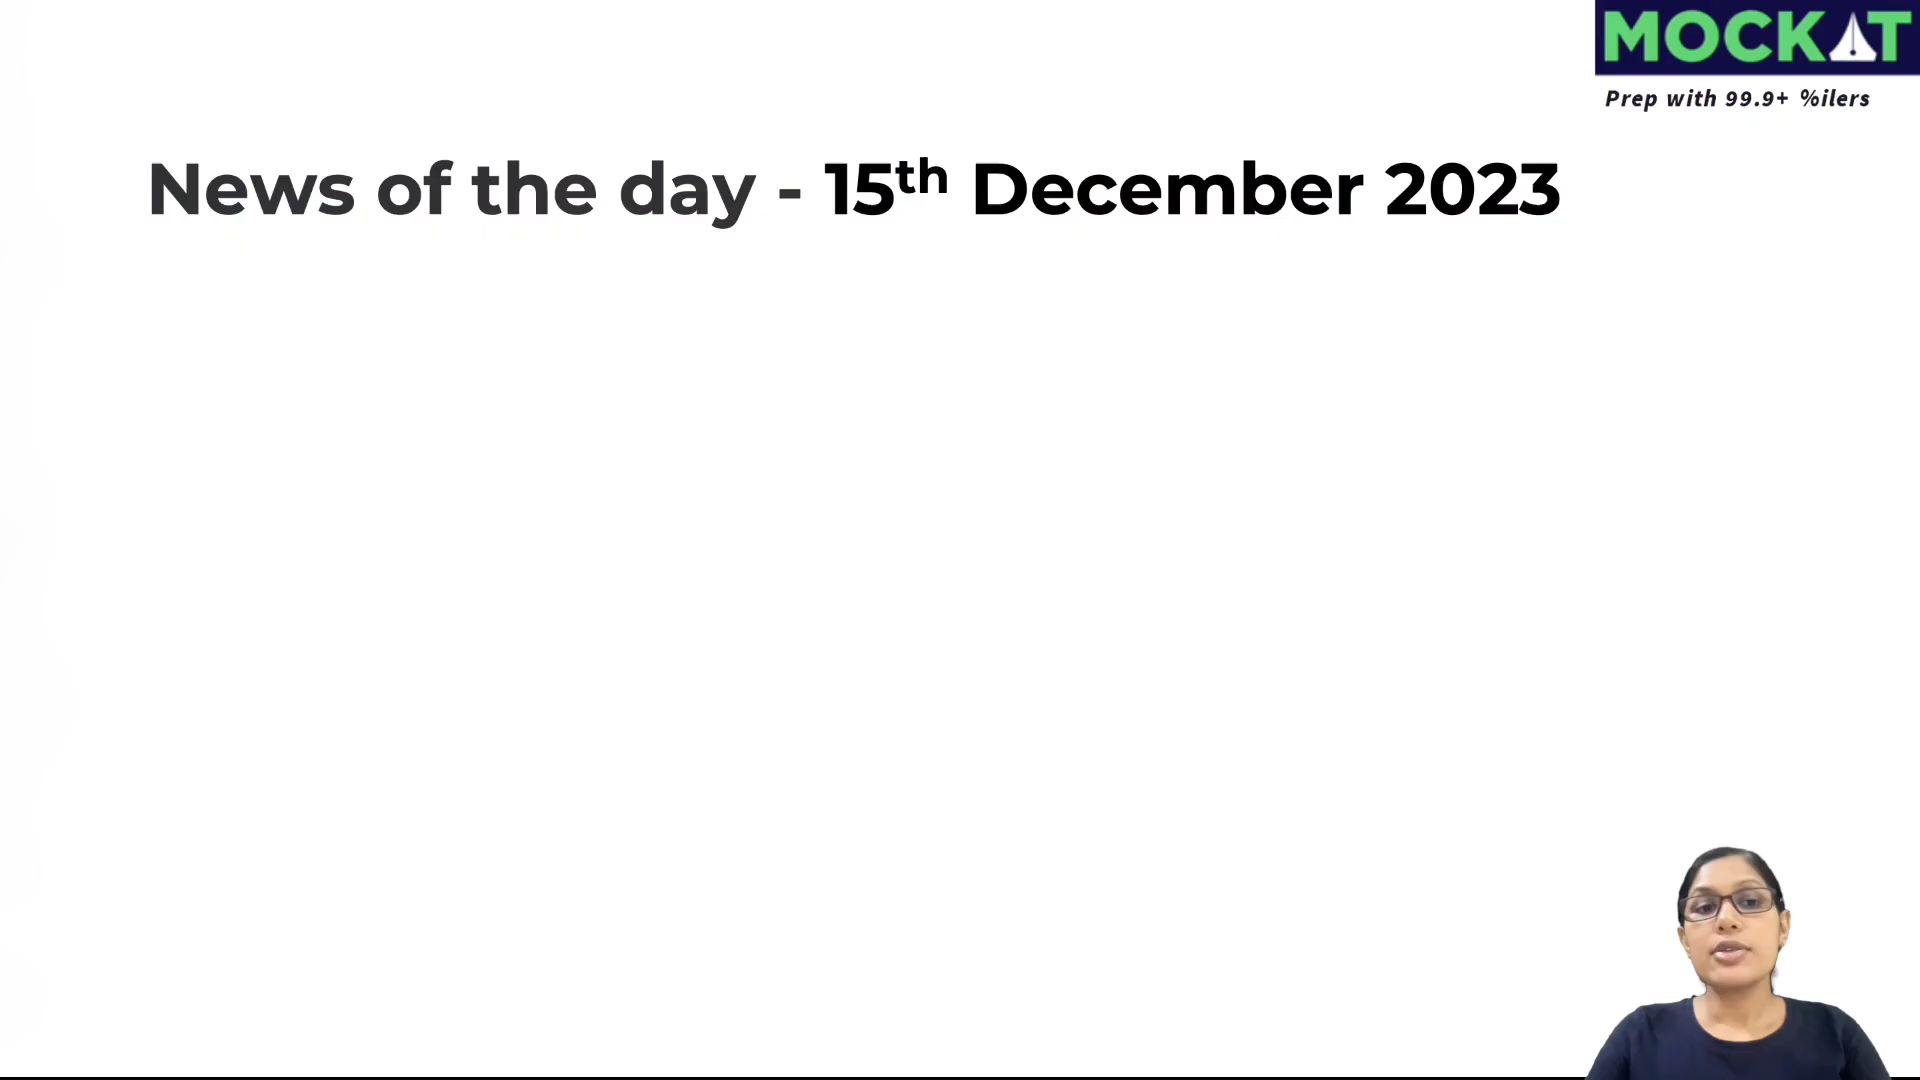 MOCKAT
Prep with 99.9+ %ilers
News of the day - 15th December 2023